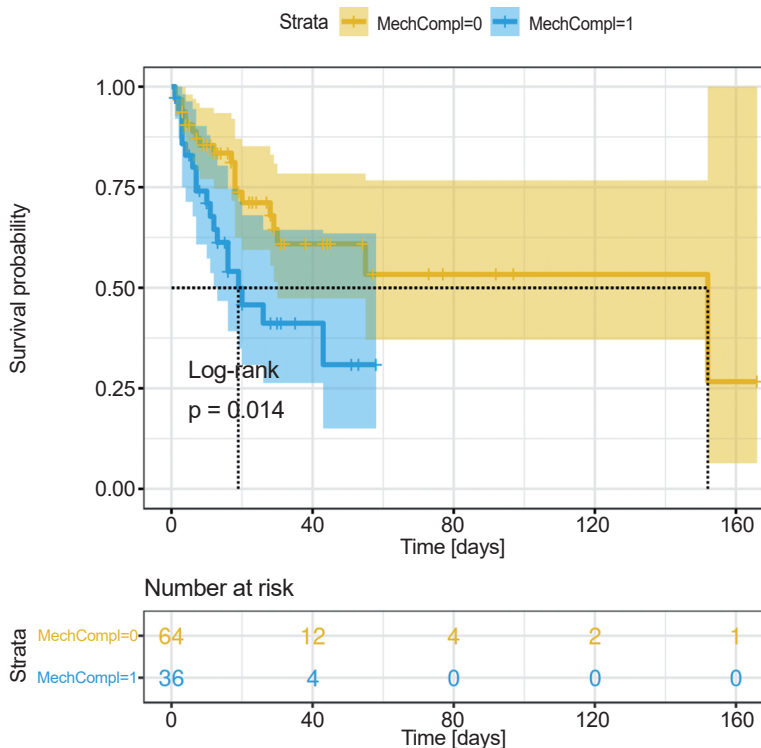 Strata MechCompl=0 MechCompl=1
Survival probability
1.00
0.75
0.50
0.25
0.00
Log-rank
p = 0.014
0 40 80 120 160
Time [days]
Number at risk
Strata
MechCompl=0 64 12 4 2 1
MechCompl=1 36 4 0 0 0
0 40 80 120 160
Time [days]